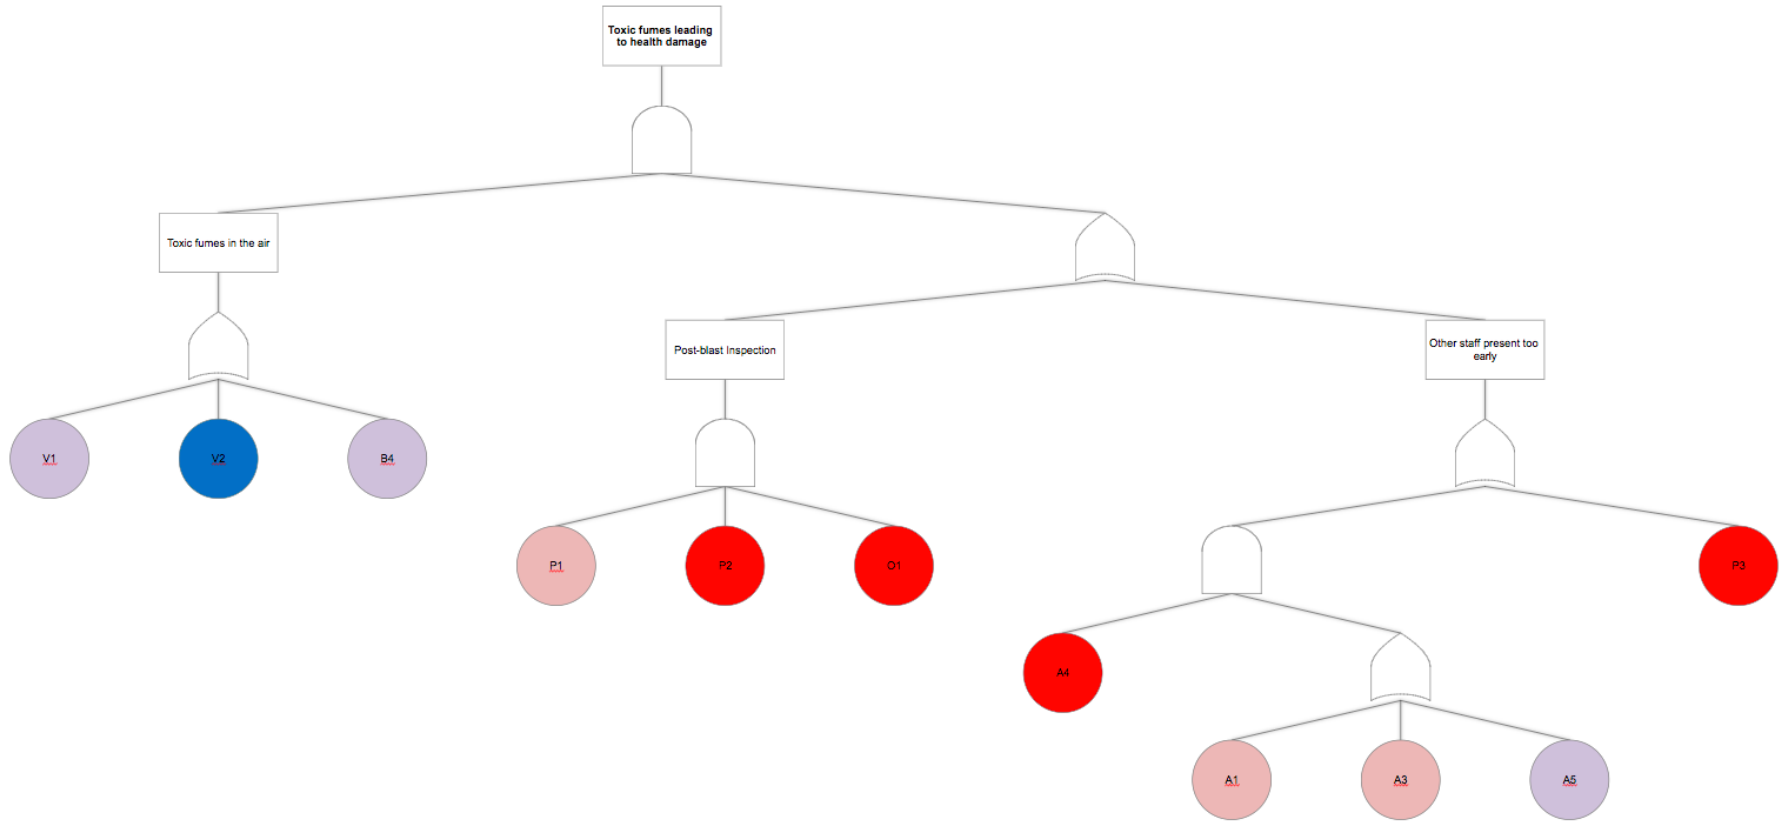 Toxic fumes leading
to health damage
Toxic fumes in the air
Post-blast Inspection
Other staff present too
early
V1
V2
B4
P1
P2
O1
P3
A4
A1
A3
A5